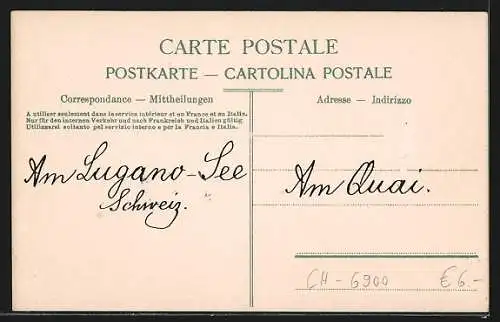 CARTE POSTALE
POSTKARTE — CARTOLINA POSTALE
Correspondance — Mittheilungen
A utiliser seulement dans le service intérieur et en France et en Italie.
Nur für den internen Verkehr und nach Frankreich und Italien gültig
Utilizzarsi soltanto pel servizio interno e per la Francia e Italia.
Am Lugano-See
Schweiz.
Adresse — Indirizzo
Am Quai.
CH-6900 €6.-